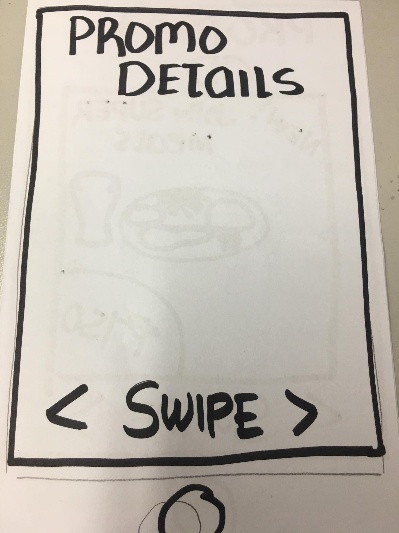 PROMO
DETAILS
< SWIPE >